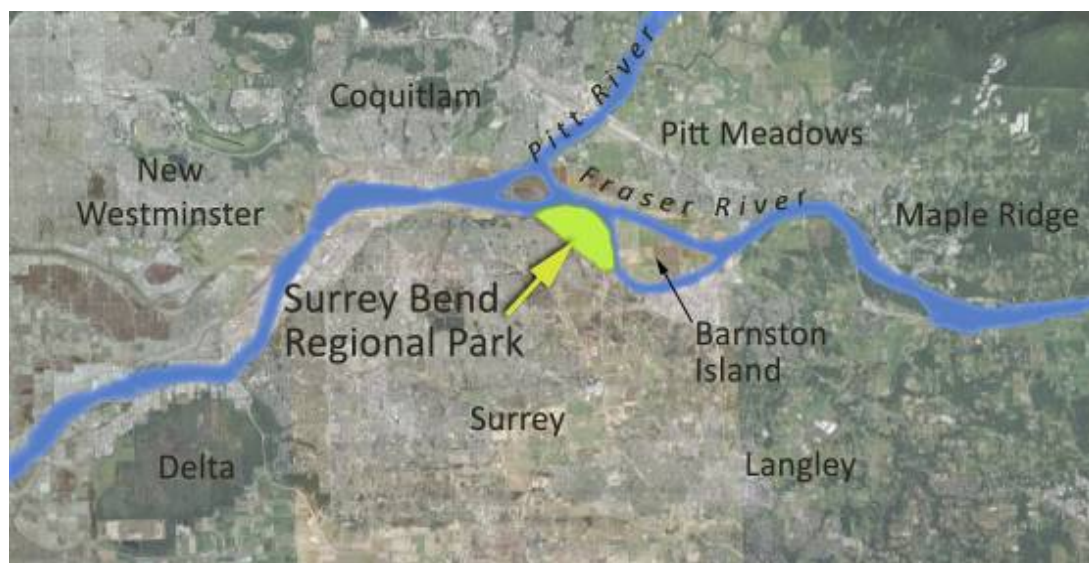 Coquitlam
Pitt River
Pitt Meadows
New
Westminster
Fraser River
Maple Ridge
Surrey Bend
Regional Park
Barnston
Island
Surrey
Delta
Langley